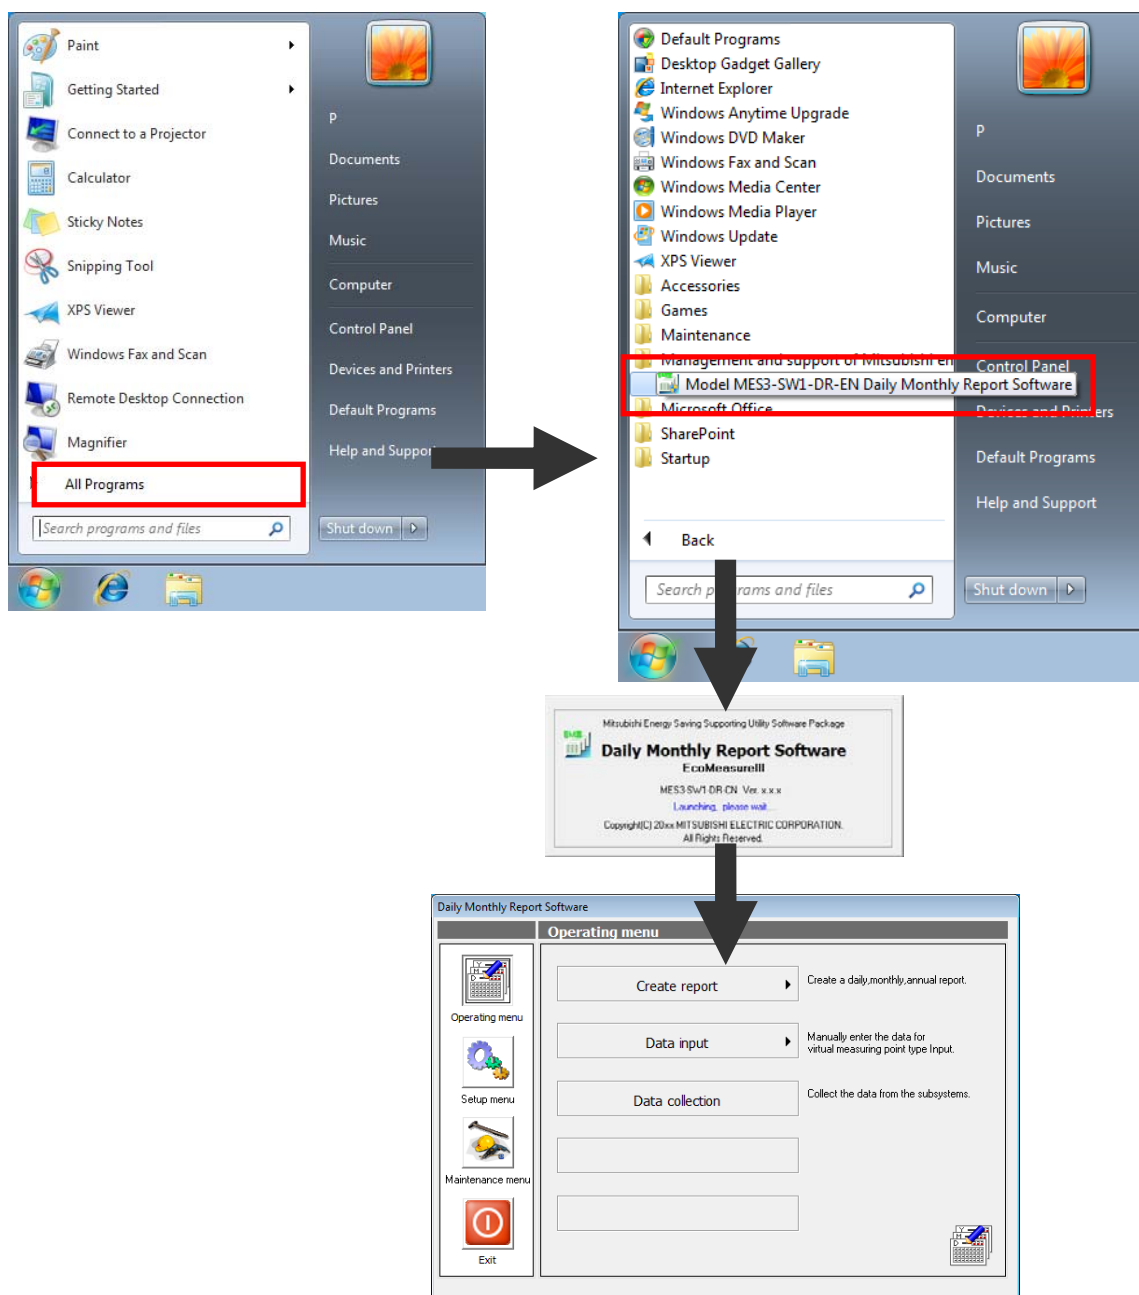 Paint
Getting Started
Connect to a Projector
Calculator
Sticky Notes
Snipping Tool
XPS Viewer
Windows Fax and Scan
Remote Desktop Connection
Magnifier
All Programs
Search programs and files
P
Documents
Pictures
Music
Computer
Control Panel
Devices and Printers
Default Programs
Help and Support
Shut down
Default Programs
Desktop Gadget Gallery
Internet Explorer
Windows Anytime Upgrade
Windows DVD Maker
Windows Fax and Scan
Windows Media Center
Windows Media Player
Windows Update
XPS Viewer
Accessories
Games
Maintenance
Management and support of Mitsubishi en
Model MES3-SW1-DR-EN Daily Monthly Report Software
Microsoft Office
SharePoint
Startup
Back
Search programs and files
P
Documents
Pictures
Music
Computer
Control Panel
Devices and Printers
Default Programs
Help and Support
Shut down
Mitsubishi Energy Saving Supporting Utility Software Package
Daily Monthly Report Software
EcoMeasureIII
MES3-SW1-DR-CN Ver. x.x.x
Launching, please wait...
Copyright(C) 20xx MITSUBISHI ELECTRIC CORPORATION.
All Rights Reserved.
Daily Monthly Report Software
Operating menu
Operating menu
Setup menu
Maintenance menu
Exit
Create report
Create a daily,monthly,annual report.
Data input
Manually enter the data for
virtual measuring point type Input.
Data collection
Collect the data from the subsystems.